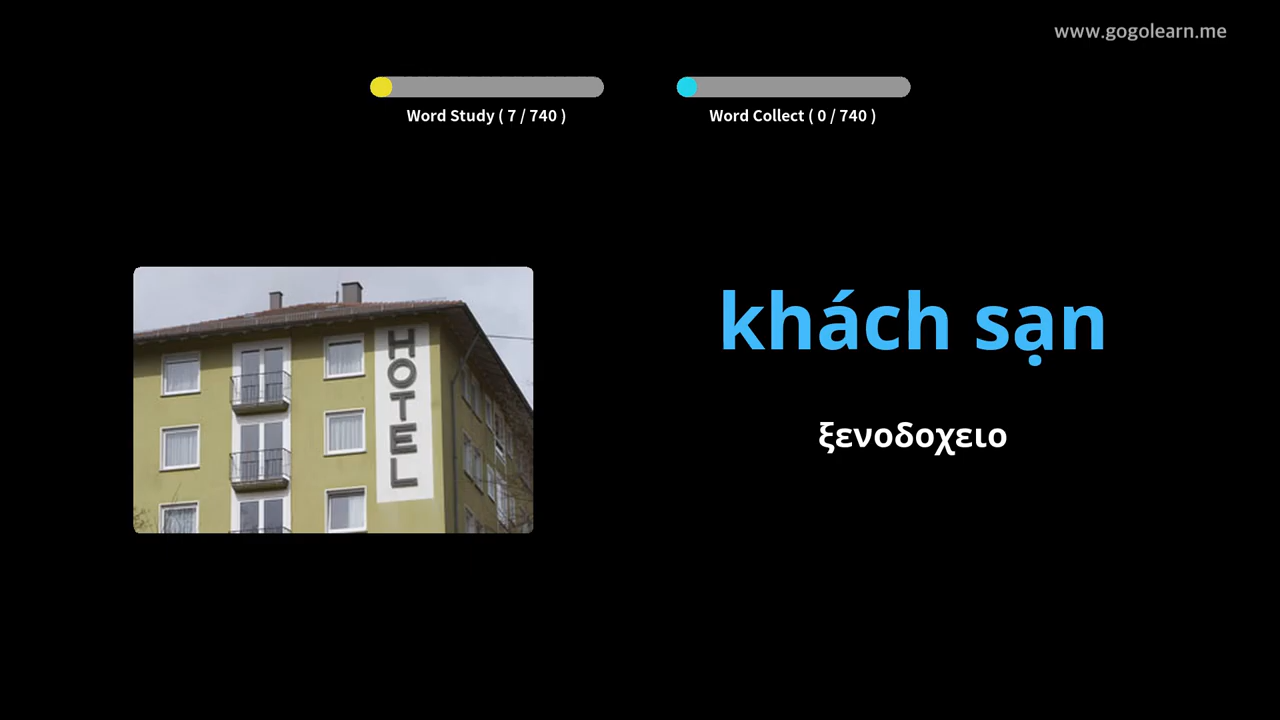 www.gogolearn.me
Word Study ( 7 / 740 )
Word Collect ( 0 / 740 )
HOTEL
khách sạn
ξενοδοχειο